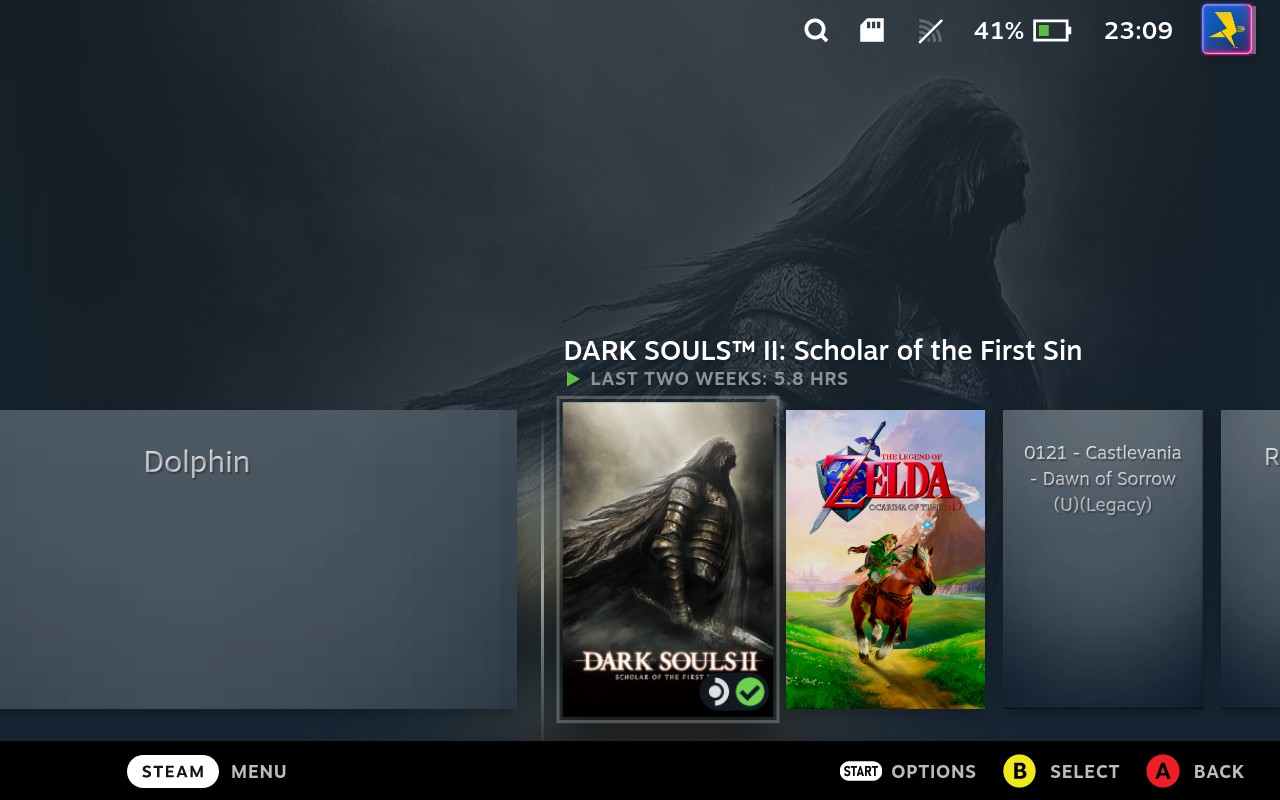 41% 23:09
DARK SOULS™ II: Scholar of the First Sin
LAST TWO WEEKS: 5.8 HRS
Dolphin
DARK SOULS II
SCHOLAR OF THE FIRST
THE LEGEND OF
ZELDA
OCARINA OF TIME 3D
0121 - Castlevania
- Dawn of Sorrow
(U)(Legacy)
R
STEAM MENU START OPTIONS B SELECT A BACK